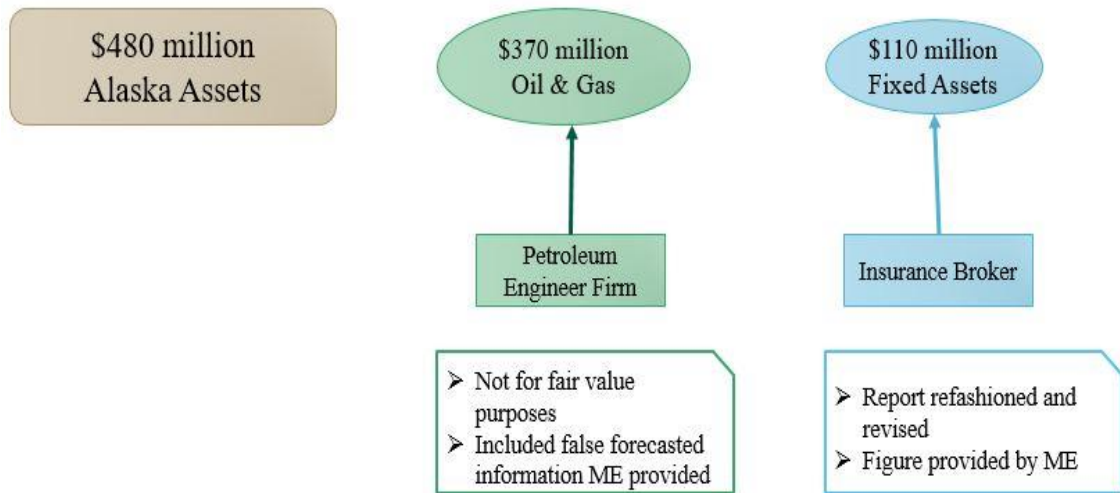 $480 million
Alaska Assets
$370 million
Oil & Gas
$110 million
Fixed Assets
Petroleum
Engineer Firm
Insurance Broker
➢ Not for fair value
purposes
➢ Included false forecasted
information ME provided
➢ Report refashioned and
revised
➢ Figure provided by ME